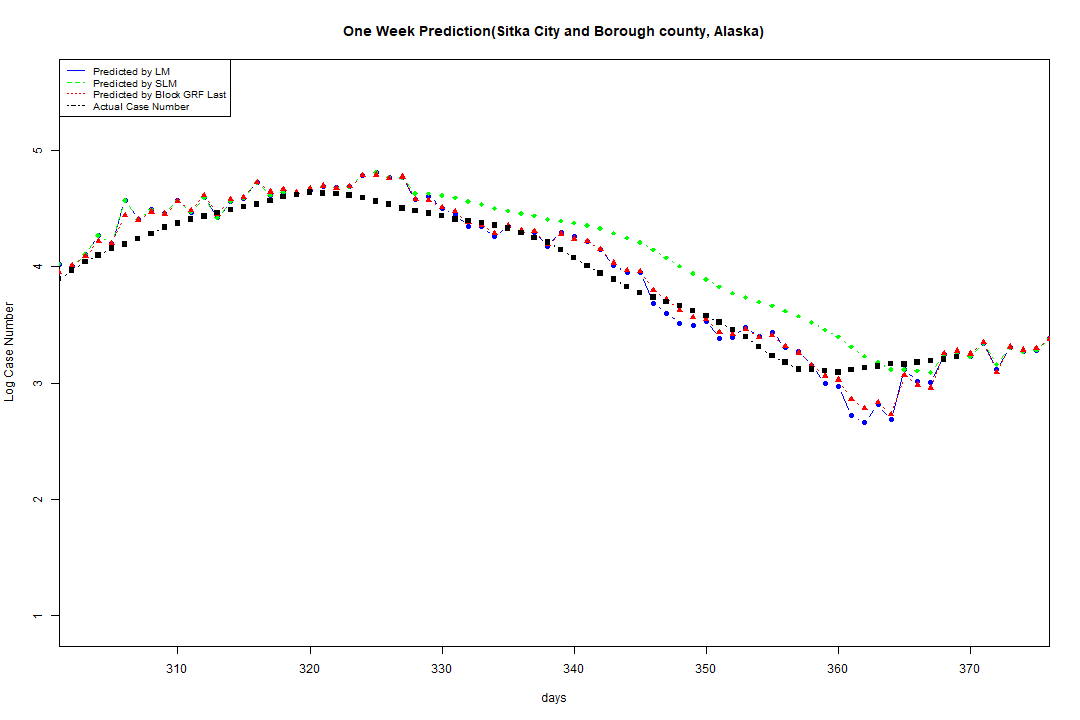 One Week Prediction(Sitka City and Borough county, Alaska)
Predicted by LM
Predicted by SLM
Predicted by Block GRF Last
Actual Case Number
5
4
3
2
1
Log Case Number
310 320 330 340 350 360 370
days